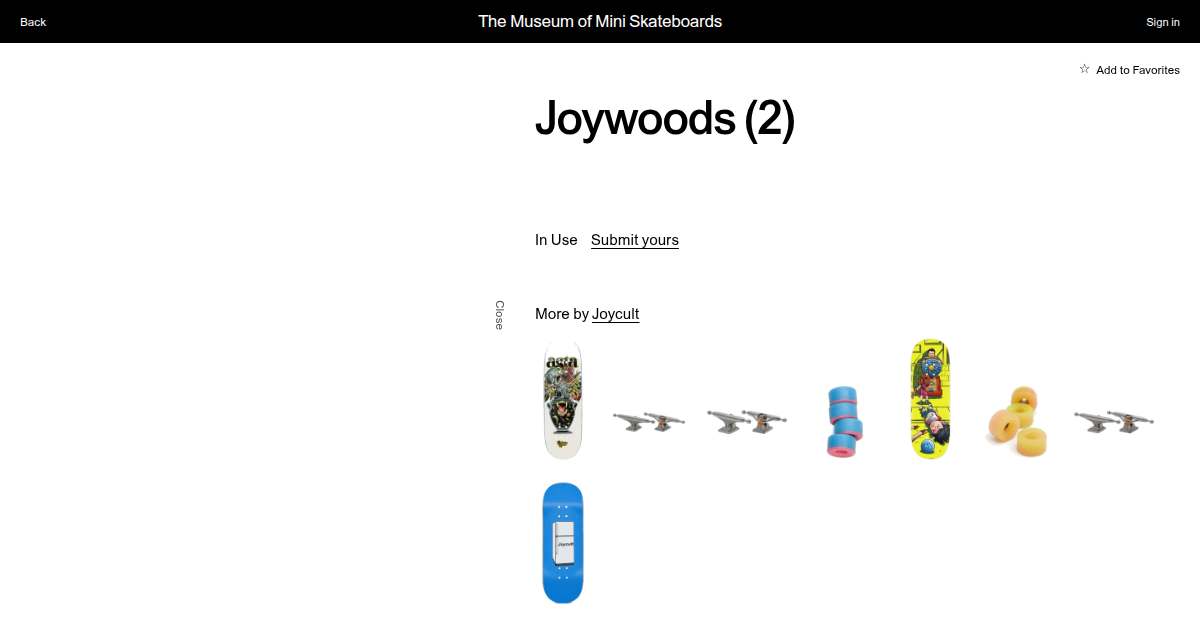 Back
The Museum of Mini Skateboards
Sign in
☆ Add to Favorites
Joywoods (2)
In Use Submit yours
Close
More by Joycult